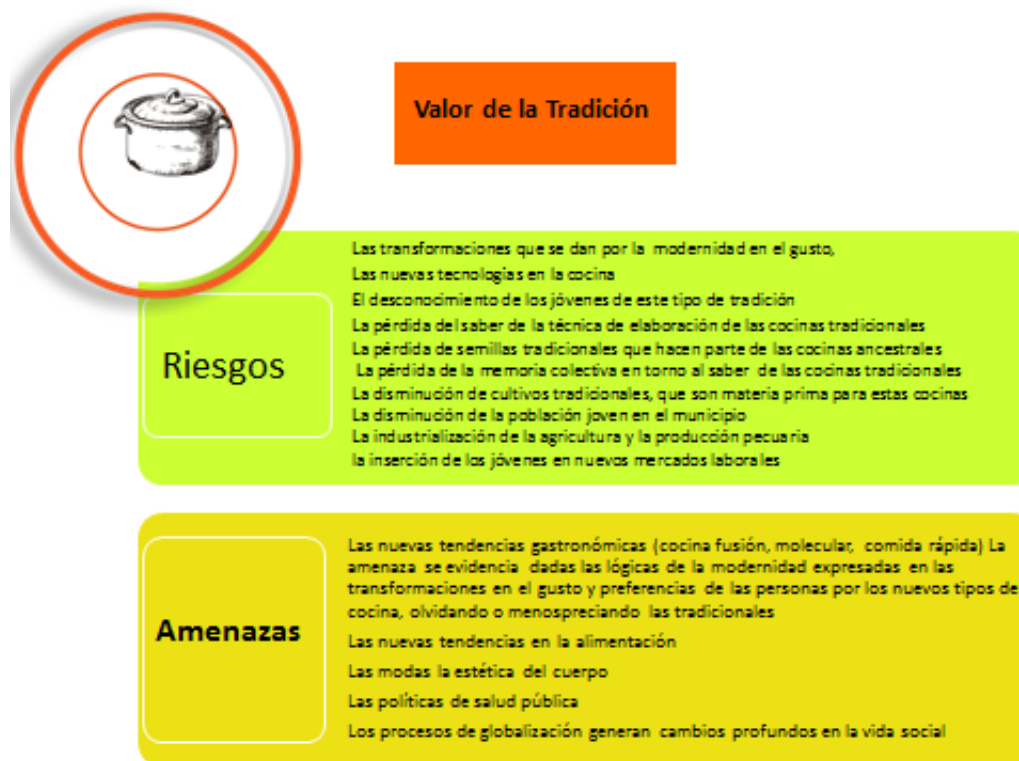 Valor de la Tradición
Riesgos
Las transformaciones que se dan por la modernidad en el gusto,
Las nuevas tecnologías en la cocina
El desconocimiento de los jóvenes de este tipo de tradición
La pérdida del saber de la técnica de elaboración de las cocinas tradicionales
La pérdida de semillas tradicionales que hacen parte de las cocinas ancestrales
La pérdida de la memoria colectiva en torno al saber de las cocinas tradicionales
La disminución de cultivos tradicionales, que son materia prima para estas cocinas
La disminución de la población joven en el municipio
La industrialización de la agricultura y la producción pecuaria
la inserción de los jóvenes en nuevos mercados laborales
Amenazas
Las nuevas tendencias gastronómicas (cocina fusión, molecular, comida rápida) La
amenaza se evidencia dadas las lógicas de la modernidad expresadas en las
transformaciones en el gusto y preferencias de las personas por los nuevos tipos de
cocina, olvidando o menospreciando las tradicionales
Las nuevas tendencias en la alimentación
Las modas la estética del cuerpo
Las políticas de salud pública
Los procesos de globalización generan cambios profundos en la vida social